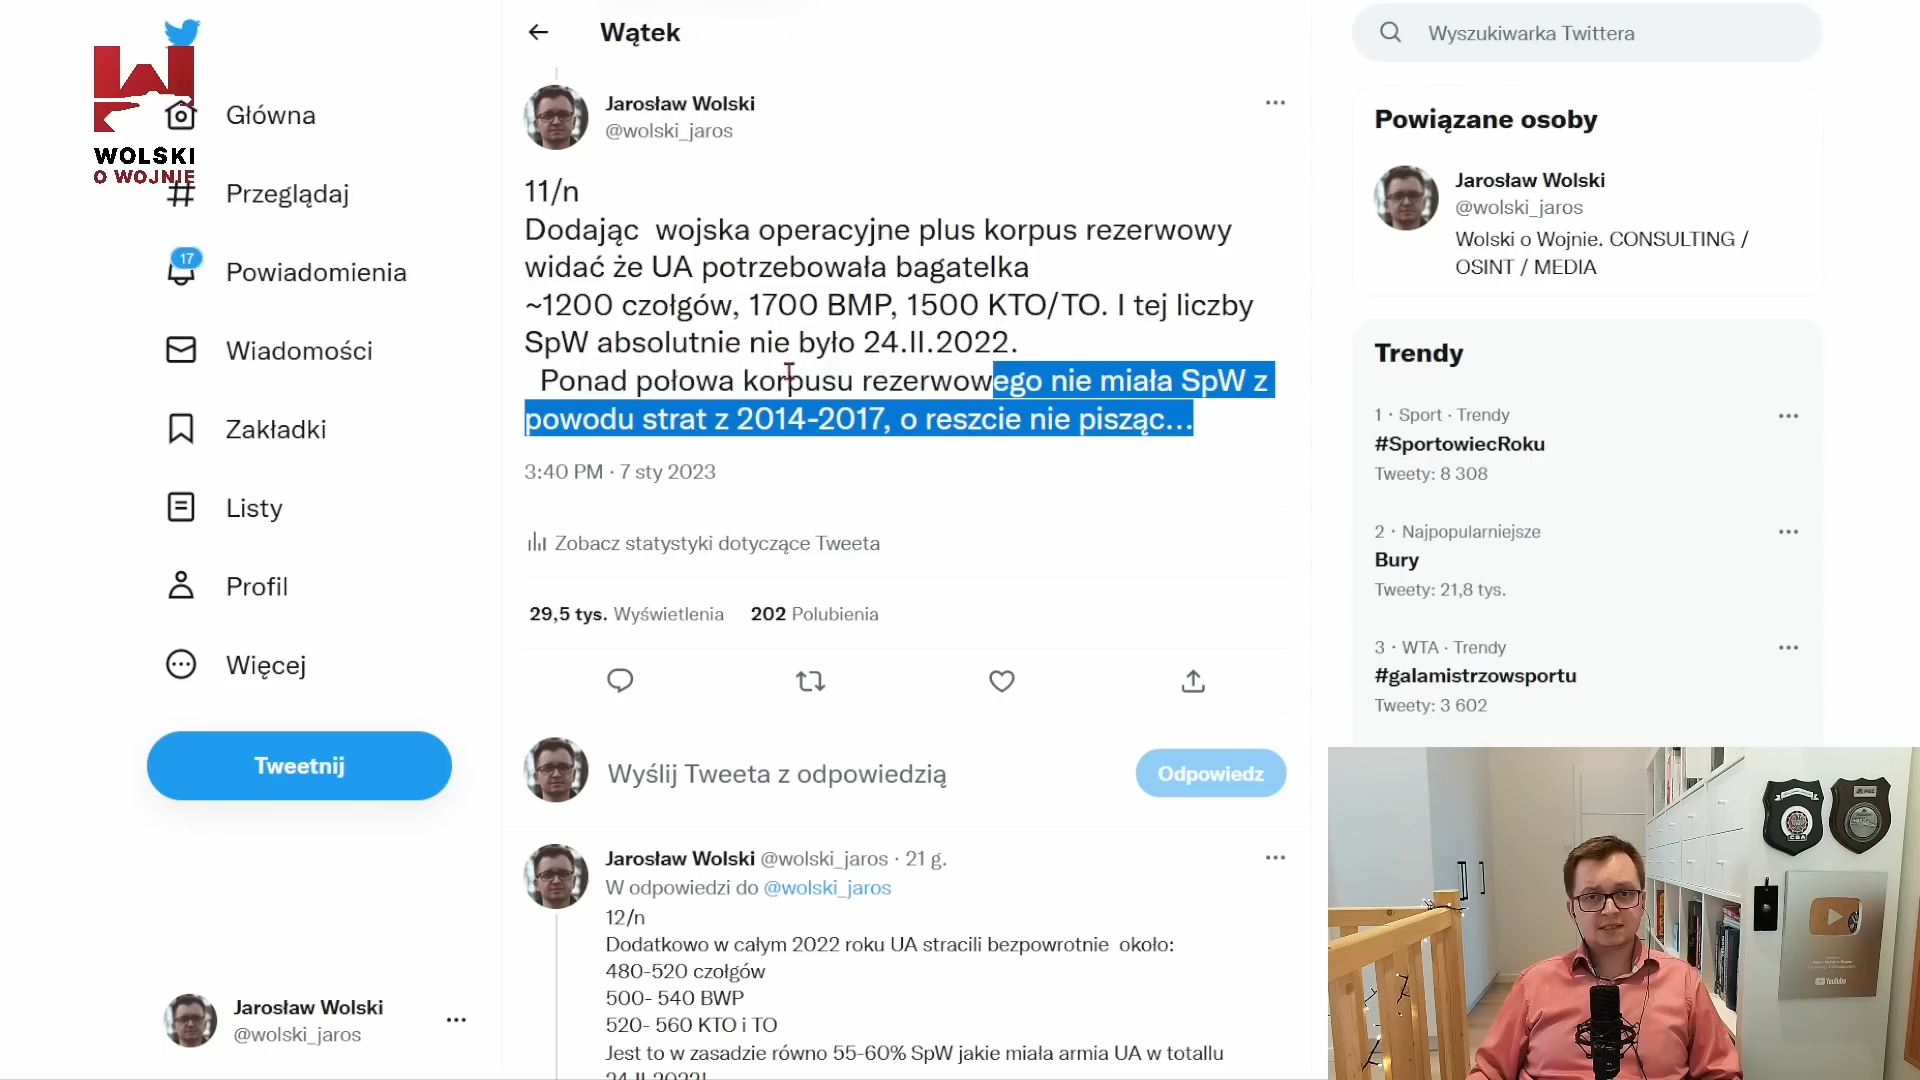 WOLSKI
O WOJNIE
Główna
Przeglądaj
17
Powiadomienia
Wiadomości
Zakładki
Listy
Profil
Więcej
Tweetnij
Jarosław Wolski
@wolski_jaros
Wątek
Jarosław Wolski
@wolski_jaros
11/n
Dodając wojska operacyjne plus korpus rezerwowy
widać że UA potrzebowała bagatelka
~1200 czołgów, 1700 BMP, 1500 KTO/TO. I tej liczby
SpW absolutnie nie było 24.II.2022.
Ponad połowa korpusu rezerwowego nie miała SpW z
powodu strat z 2014-2017, o reszcie nie pisząc...
3:40 PM · 7 sty 2023
Zobacz statystyki dotyczące Tweeta
29,5 tys. Wyświetlenia 202 Polubienia
Wyślij Tweeta z odpowiedzią
Odpowiedz
Jarosław Wolski @wolski_jaros · 21 g.
W odpowiedzi do @wolski_jaros
12/n
Dodatkowo w całym 2022 roku UA stracili bezpowrotnie około:
480-520 czołgów
500- 540 BWP
520- 560 KTO i TO
Jest to w zasadzie równo 55-60% SpW jakie miała armia UA w totallu
24.II.2022!
Wyszukiwarka Twittera
Powiązane osoby
Jarosław Wolski
@wolski_jaros
Wolski o Wojnie. CONSULTING /
OSINT / MEDIA
Trendy
1 · Sport · Trendy
#SportowiecRoku
Tweety: 8 308
2 · Najpopularniejsze
Bury
Tweety: 21,8 tys.
3 · WTA · Trendy
#galamistrzowsportu
Tweety: 3 602
YouTube